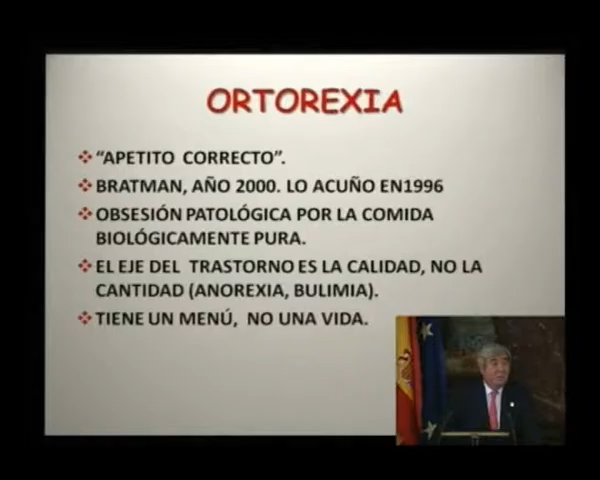 ORTOREXIA
"APETITO CORRECTO".
BRATMAN, AÑO 2000. LO ACUÑO EN1996
OBSESIÓN PATOLÓGICA POR LA COMIDA
BIOLÓGICAMENTE PURA.
EL EJE DEL TRASTORNO ES LA CALIDAD, NO LA
CANTIDAD (ANOREXIA, BULIMIA).
TIENE UN MENÚ, NO UNA VIDA.